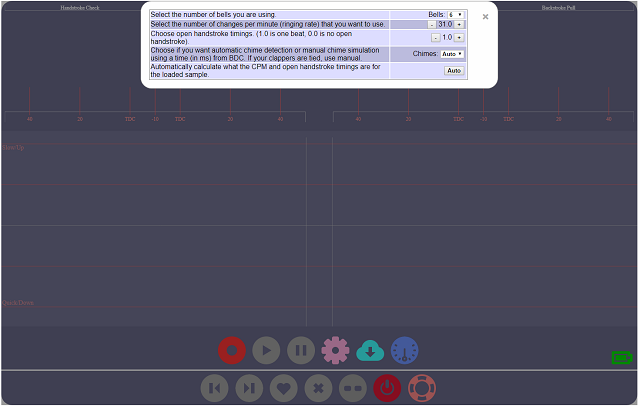 Handstroke Check
Backstroke Pull
Select the number of bells you are using.
Bells: 6
Select the number of changes per minute (ringing rate) that you want to use.
- 31.0 +
Choose open handstroke timings. (1.0 is one beat, 0.0 is no open
handstroke).
- 1.0 +
Choose if you want automatic chime detection or manual chime simulation
using a time (in ms) from BDC. If your clappers are tied, use manual.
Chimes: Auto
Automatically calculate what the CPM and open handstroke timings are for
the loaded sample.
Auto
×
40 20 TDC -10 TDC 20 40 40 20 TDC -10 TDC 20 40